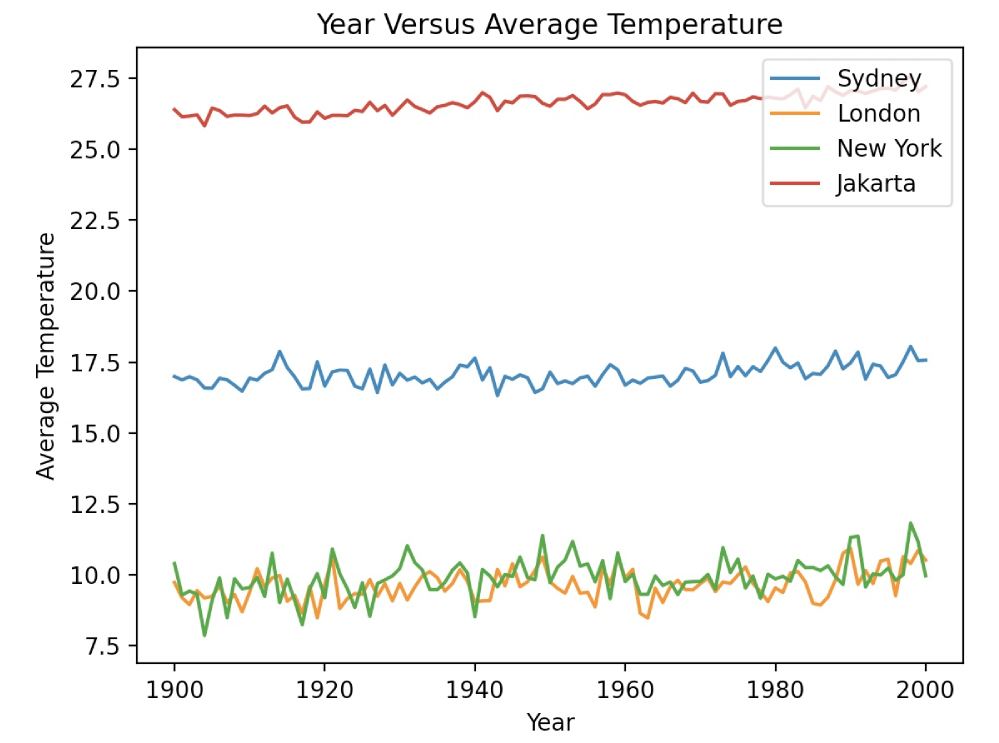 Year Versus Average Temperature
27.5
25.0
22.5
20.0
17.5
15.0
12.5
10.0
7.5
Average Temperature
Sydney
London
New York
Jakarta
1900 1920 1940 1960 1980 2000
Year